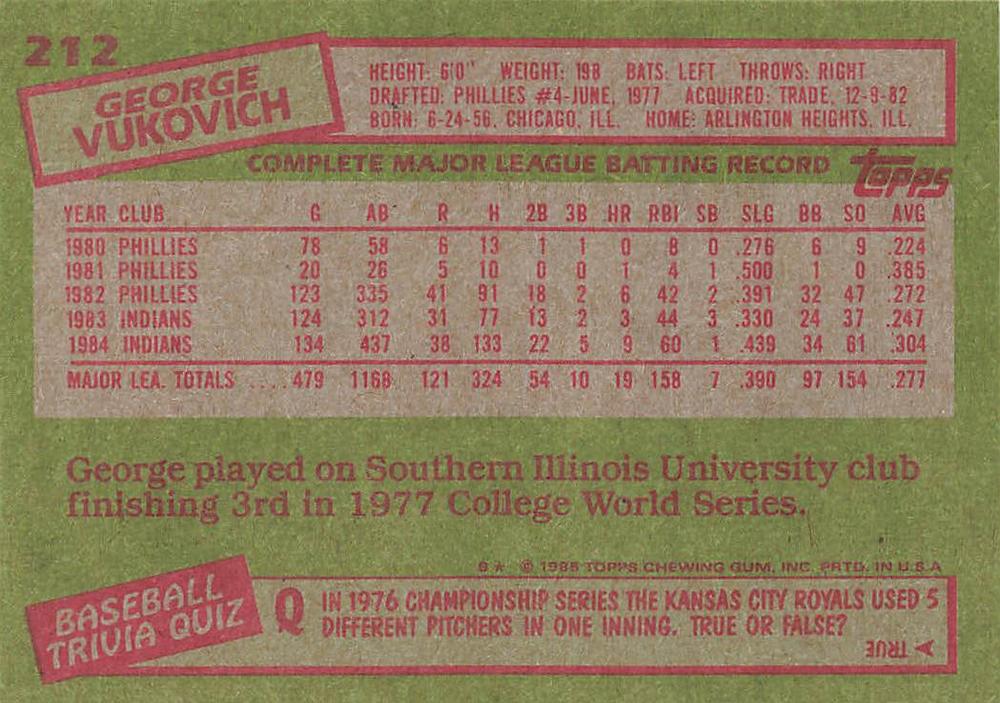 212
GEORGE
VUKOVICH
HEIGHT: 6'0" WEIGHT: 198 BATS: LEFT THROWS: RIGHT
DRAFTED: PHILLIES #4-JUNE, 1977 ACQUIRED: TRADE, 12-9-82
BORN: 6-24-56, CHICAGO, ILL. HOME: ARLINGTON HEIGHTS, ILL.
COMPLETE MAJOR LEAGUE BATTING RECORD
topps
YEAR CLUB G AB R H 2B 3B HR RBI SB SLG BB SO AVG
1980 PHILLIES 78 58 6 13 1 1 0 8 0 .276 6 9 .224
1981 PHILLIES 20 26 5 10 0 0 1 4 1 .500 1 0 .385
1982 PHILLIES 123 335 41 91 18 2 6 42 2 .391 32 47 .272
1983 INDIANS 124 312 31 77 13 2 3 44 3 .330 24 37 .247
1984 INDIANS 134 437 38 133 22 5 9 60 1 .439 34 61 .304
MAJOR LEA. TOTALS .... 479 1168 121 324 54 10 19 158 7 .390 97 154 .277
George played on Southern Illinois University club
finishing 3rd in 1977 College World Series.
© 1985 TOPPS CHEWING GUM, INC. PRTD. IN U.S.A
BASEBALL
TRIVIA QUIZ
Q IN 1976 CHAMPIONSHIP SERIES THE KANSAS CITY ROYALS USED 5
DIFFERENT PITCHERS IN ONE INNING. TRUE OR FALSE?
A TRUE